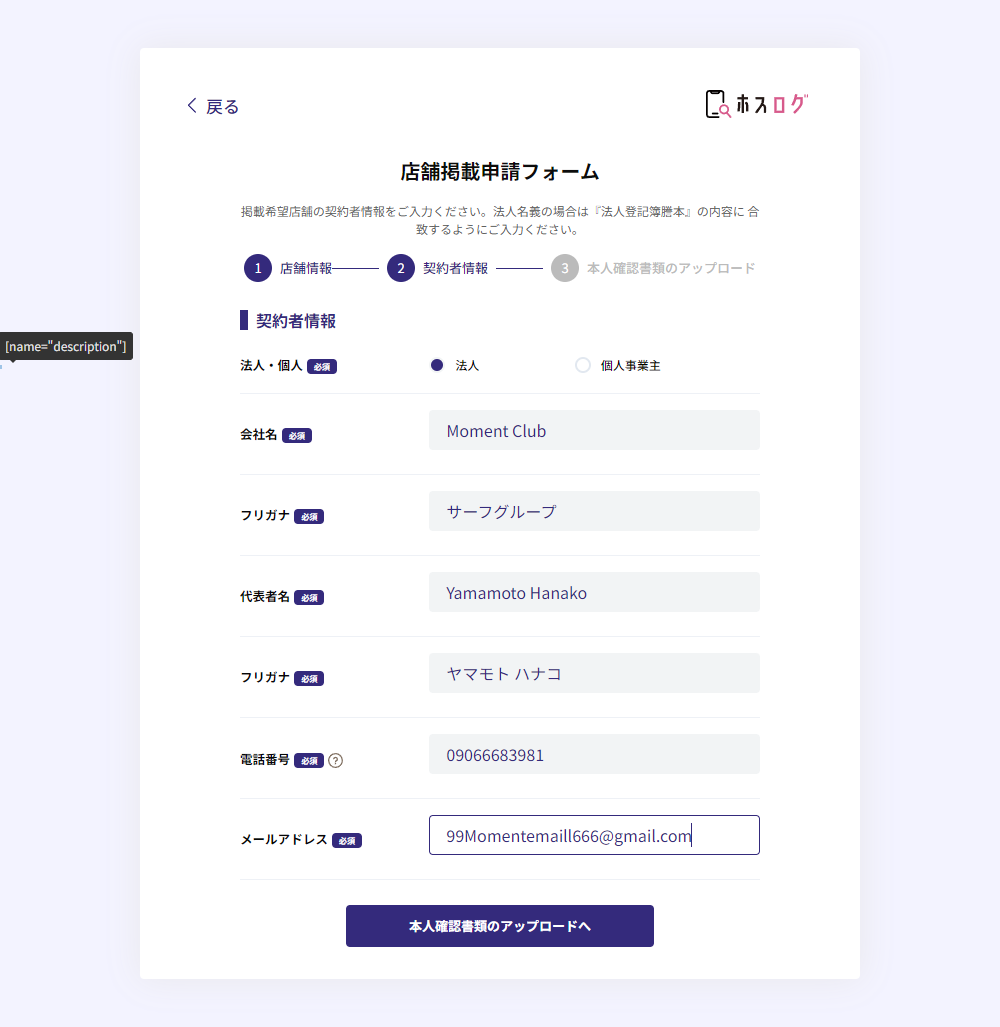 戻る
ホスログ
店舗掲載申請フォーム
掲載希望店舗の契約者情報をご入力ください。法人名義の場合は『法人登記簿謄本』の内容に 合
致するようにご入力ください。
1 店舗情報 2 契約者情報 3 本人確認書類のアップロード
契約者情報
[name="description"]
法人・個人 必須 法人 個人事業主
会社名 必須 Moment Club
フリガナ 必須 サーフグループ
代表者名 必須 Yamamoto Hanako
フリガナ 必須 ヤマモト ハナコ
電話番号 必須 ? 09066683981
メールアドレス 必須 99Momentemaill666@gmail.com
本人確認書類のアップロードへ